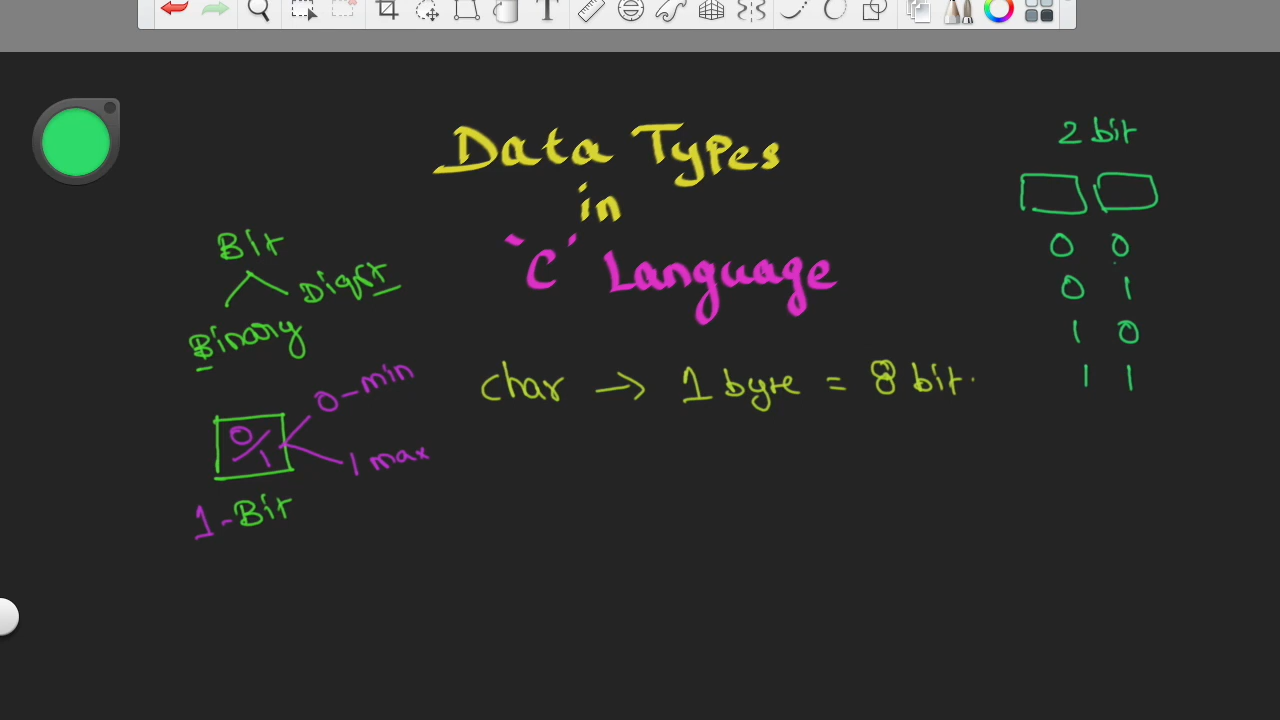 Data Types
in
'C' Language
Bit
Digit
Binary
0 - min
0/1
1 max
1-Bit
char → 1 byte = 8 bit.
2 bit
0 0
0 1
1 0
1 1